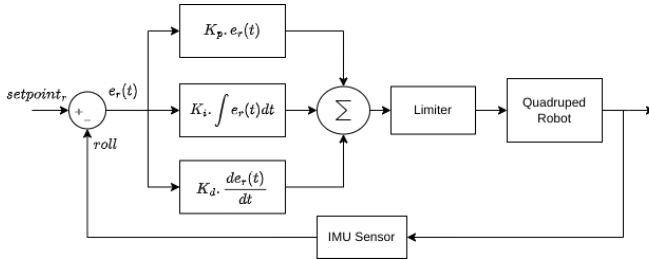 K_p. e_r(t)
setpoint_r
e_r(t)
+
−
K_i. ∫ e_r(t)dt
∑
Limiter
Quadruped
Robot
roll
K_d. de_r(t)/dt
IMU Sensor